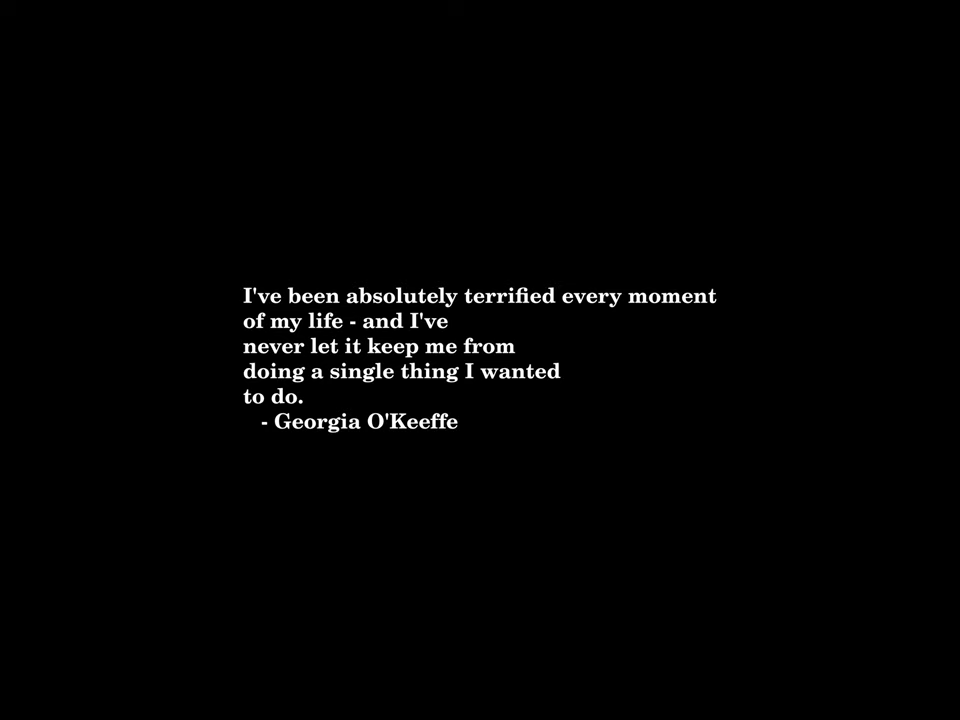 I've been absolutely terrified every moment
of my life - and I've
never let it keep me from
doing a single thing I wanted
to do.
- Georgia O'Keeffe